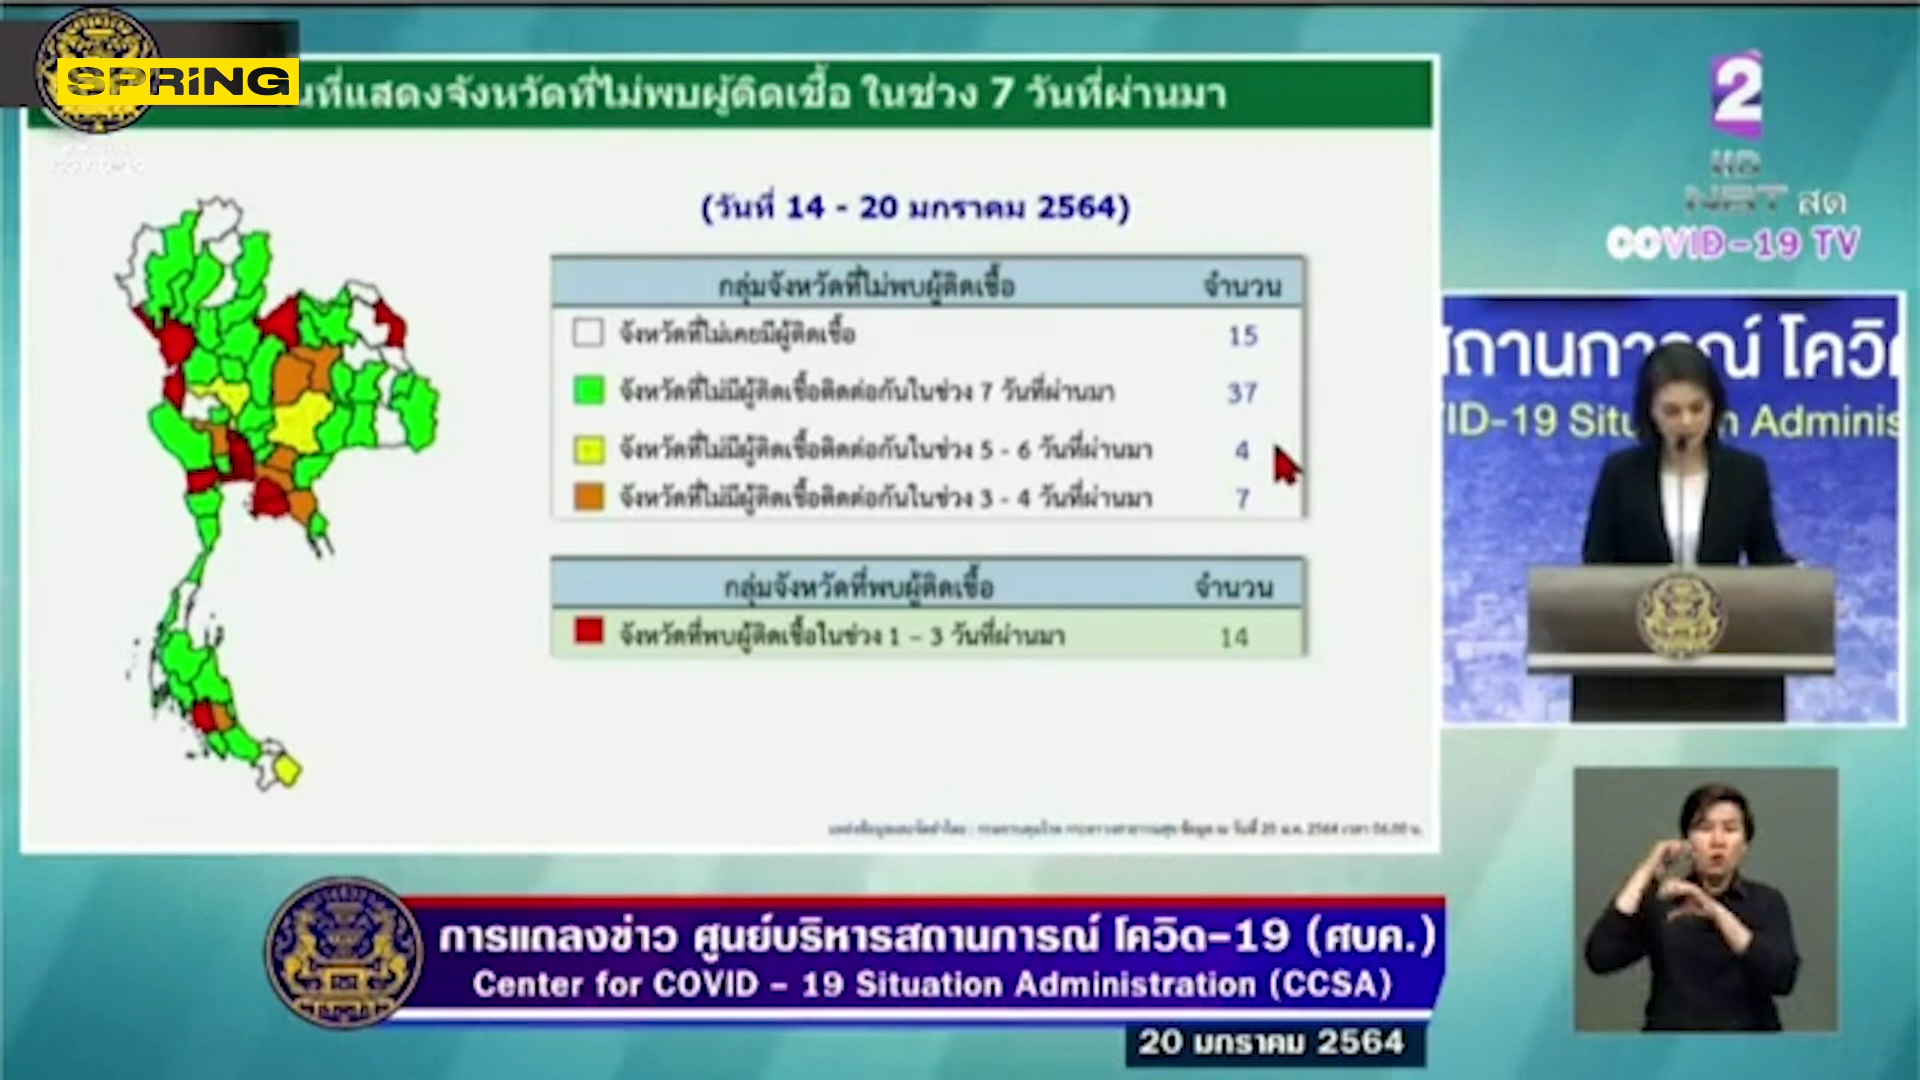 SPRiNG
ที่แสดงจังหวัดที่ไม่พบผู้ติดเชื้อ ในช่วง 7 วันที่ผ่านมา
2
HD
สด
COVID-19 TV
(วันที่ 14 - 20 มกราคม 2564)
กลุ่มจังหวัดที่ไม่พบผู้ติดเชื้อ จำนวน
จังหวัดที่ไม่เคยมีผู้ติดเชื้อ 15
จังหวัดที่ไม่มีผู้ติดเชื้อติดต่อกันในช่วง 7 วันที่ผ่านมา 37
จังหวัดที่ไม่มีผู้ติดเชื้อติดต่อกันในช่วง 5 - 6 วันที่ผ่านมา 4
จังหวัดที่ไม่มีผู้ติดเชื้อติดต่อกันในช่วง 3 - 4 วันที่ผ่านมา 7
กลุ่มจังหวัดที่พบผู้ติดเชื้อ จำนวน
จังหวัดที่พบผู้ติดเชื้อในช่วง 1 – 3 วันที่ผ่านมา 14
โควิ
ID-19 Adminis
การแถลงข่าว ศูนย์บริหารสถานการณ์ โควิด-19 (ศบค.)
Center for COVID - 19 Situation Administration (CCSA)
20 มกราคม 2564